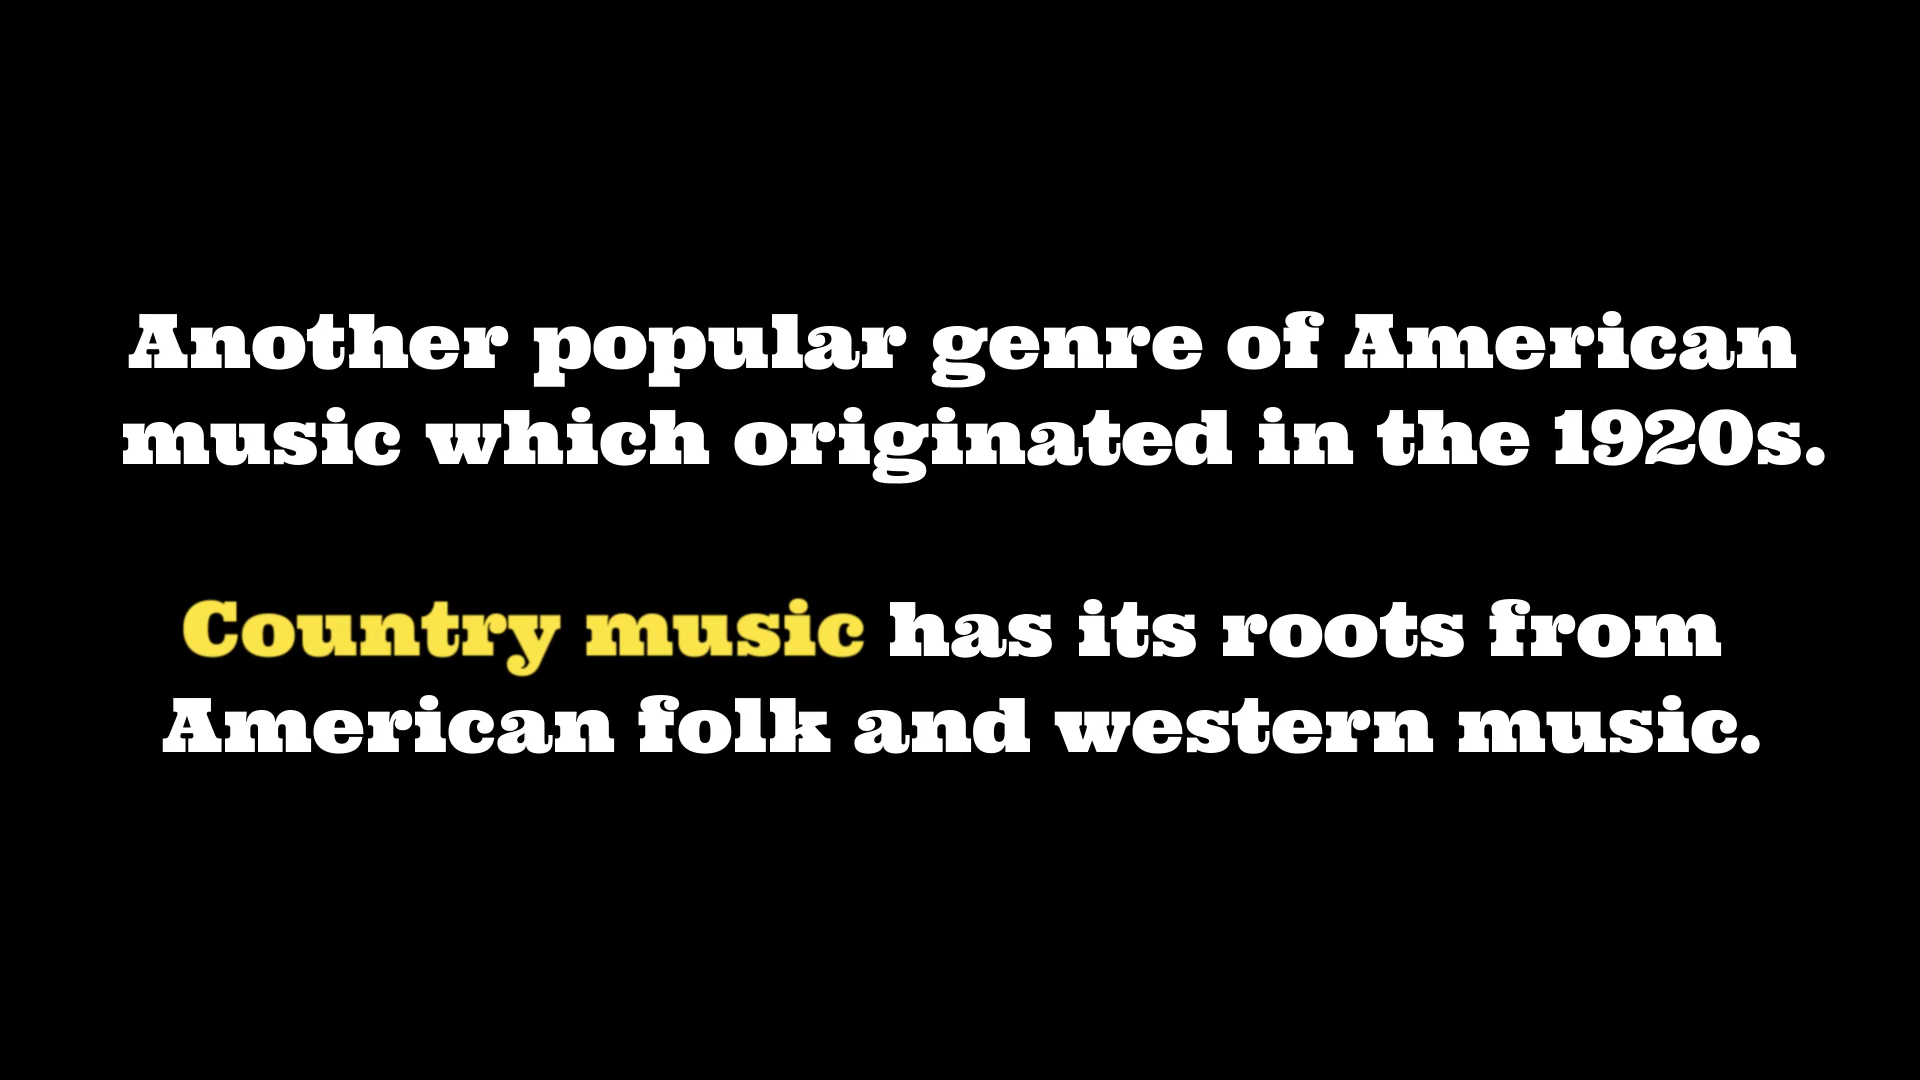 Another popular genre of American
music which originated in the 1920s.
Country music has its roots from
American folk and western music.